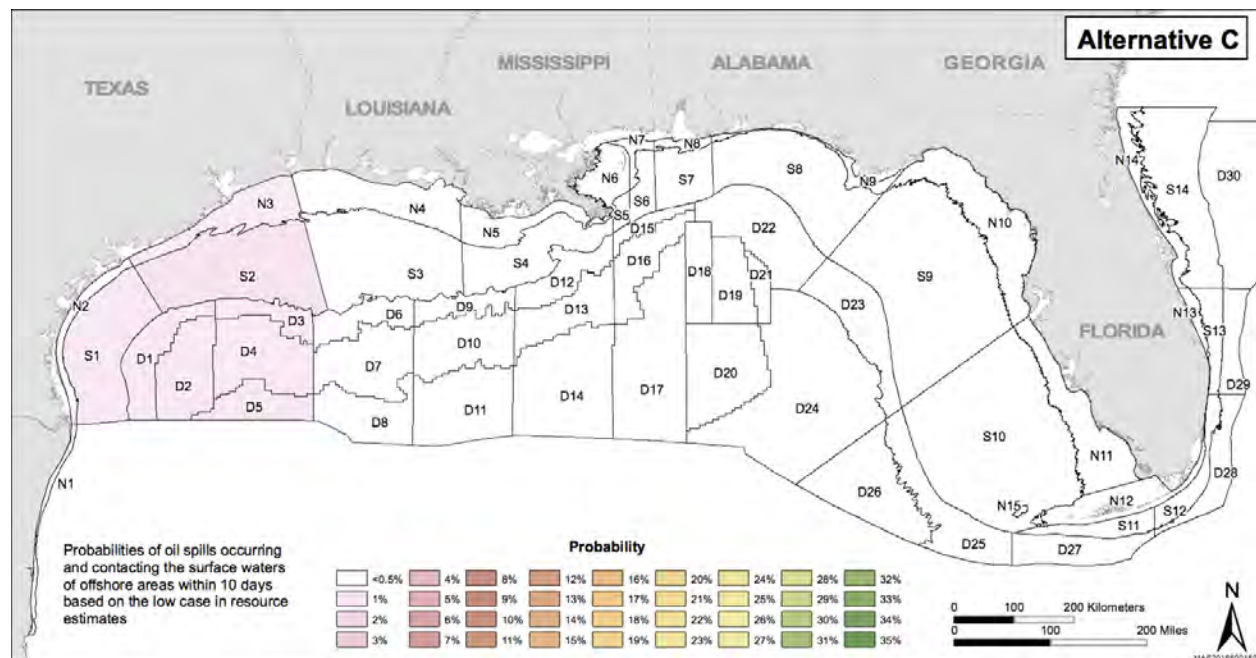 Alternative C
MISSISSIPPI
ALABAMA
GEORGIA
TEXAS
LOUISIANA
N7
N8
N14
D30
S14
N6
S7
S8
N9
N3
N4
S6
S5
N10
N5
D15
D22
S2
S3
S4
D16
D12
D18
D21
S9
N2
D3
D6
D9
D13
D19
D23
N13
S13
FLORIDA
S1
D1
D4
D7
D10
D2
D20
D29
D5
D8
D11
D14
D17
D24
S10
N11
D28
N1
D26
N15
N12
S12
S11
D25
D27
Probabilities of oil spills occurring
and contacting the surface waters
of offshore areas within 10 days
based on the low case in resource
estimates
Probability
<0.5% 4% 8% 12% 16% 20% 24% 28% 32%
1% 5% 9% 13% 17% 21% 25% 29% 33%
2% 6% 10% 14% 18% 22% 26% 30% 34%
3% 7% 11% 15% 19% 23% 27% 31% 35%
N
0 100 200 Kilometers
0 100 200 Miles